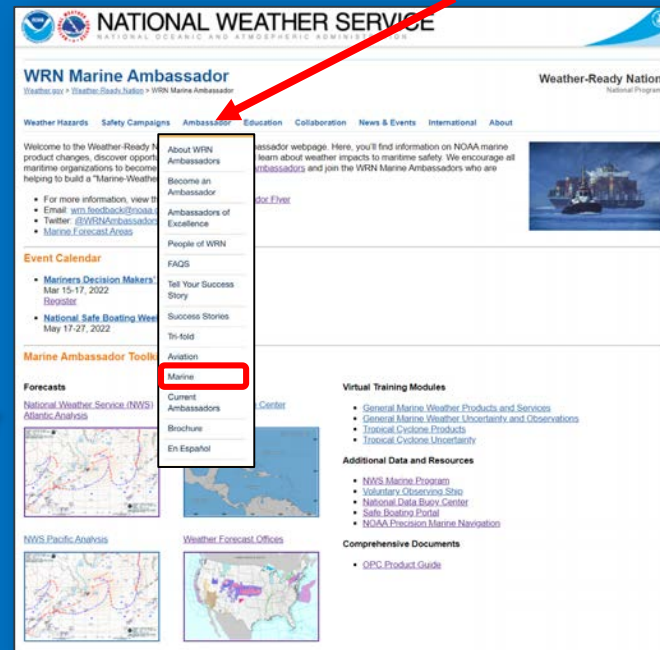 NATIONAL WEATHER SERVICE
NATIONAL OCEANIC AND ATMOSPHERIC ADMINISTRATION
WRN Marine Ambassador
Weather.gov > Weather-Ready Nation > WRN Marine Ambassador
Weather-Ready Nation
National Program
Weather Hazards Safety Campaigns Ambassador Education Collaboration News & Events International About
Welcome to the Weather-Ready N
assador webpage. Here, you'll find information on NOAA marine
product changes, discover opportu
learn about weather impacts to maritime safety. We encourage all
maritime organizations to become
mbassadors and join the WRN Marine Ambassadors who are
helping to build a "Marine-Weathe
• For more information, view th
dor Flyer
• Email: wrn.feedback@noaa.
• Twitter: @WRNAmbassador
• Marine Forecast Areas
About WRN
Ambassadors
Become an
Ambassador
Ambassadors of
Excellence
People of WRN
FAQS
Tell Your Success
Story
Success Stories
Tri-fold
Aviation
Marine
Current
Ambassadors
Brochure
En Español
Event Calendar
• Mariners Decision Makers'
Mar 15-17, 2022
Register
• National Safe Boating Wee
May 17-27, 2022
Marine Ambassador Toolki
Forecasts
National Weather Service (NWS)
Atlantic Analysis
Center
NWS Pacific Analysis
Weather Forecast Offices
Virtual Training Modules
• General Marine Weather Products and Services
• General Marine Weather Uncertainty and Observations
• Tropical Cyclone Products
• Tropical Cyclone Uncertainty
Additional Data and Resources
• NWS Marine Program
• Voluntary Observing Ship
• National Data Buoy Center
• Safe Boating Portal
• NOAA Precision Marine Navigation
Comprehensive Documents
• OPC Product Guide